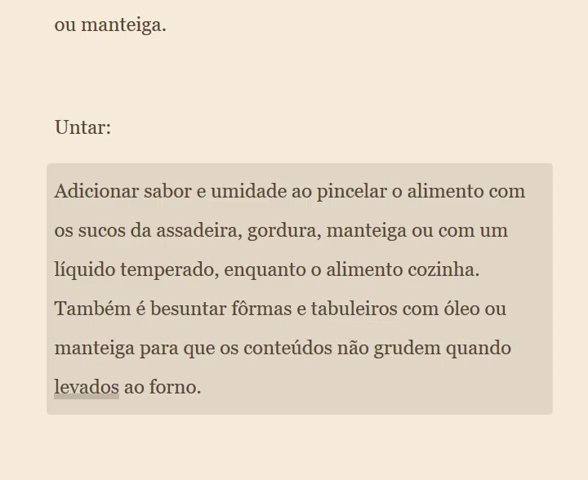 ou manteiga.
Untar:
Adicionar sabor e umidade ao pincelar o alimento com
os sucos da assadeira, gordura, manteiga ou com um
líquido temperado, enquanto o alimento cozinha.
Também é besuntar fôrmas e tabuleiros com óleo ou
manteiga para que os conteúdos não grudem quando
levados ao forno.